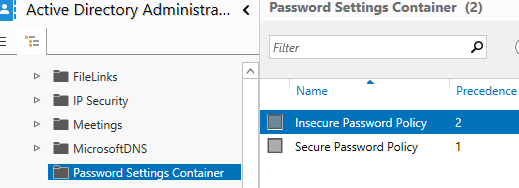 Active Directory Administra...
Password Settings Container (2)
Filter
FileLinks
IP Security
Meetings
MicrosoftDNS
Password Settings Container
Name Precedence
Insecure Password Policy 2
Secure Password Policy 1